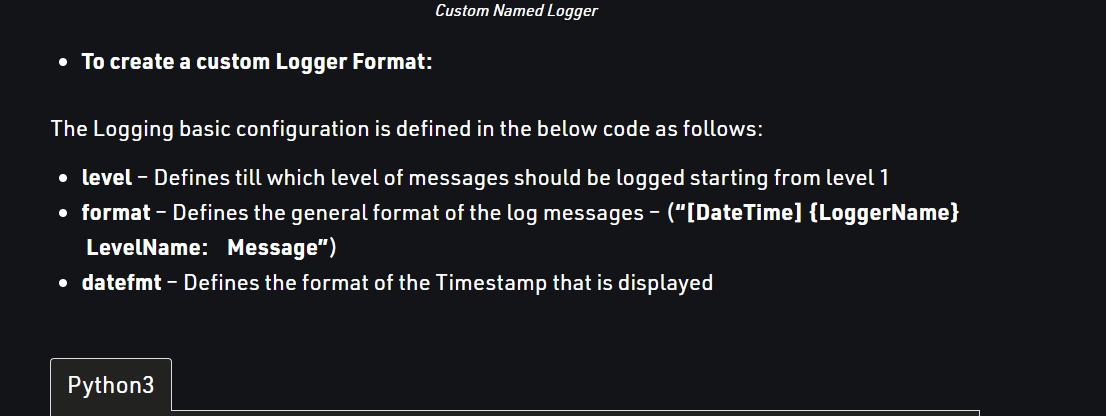 Custom Named Logger
• To create a custom Logger Format:
The Logging basic configuration is defined in the below code as follows:
• level – Defines till which level of messages should be logged starting from level 1
• format – Defines the general format of the log messages – (“[DateTime] {LoggerName}
LevelName: Message”)
• datefmt – Defines the format of the Timestamp that is displayed
Python3